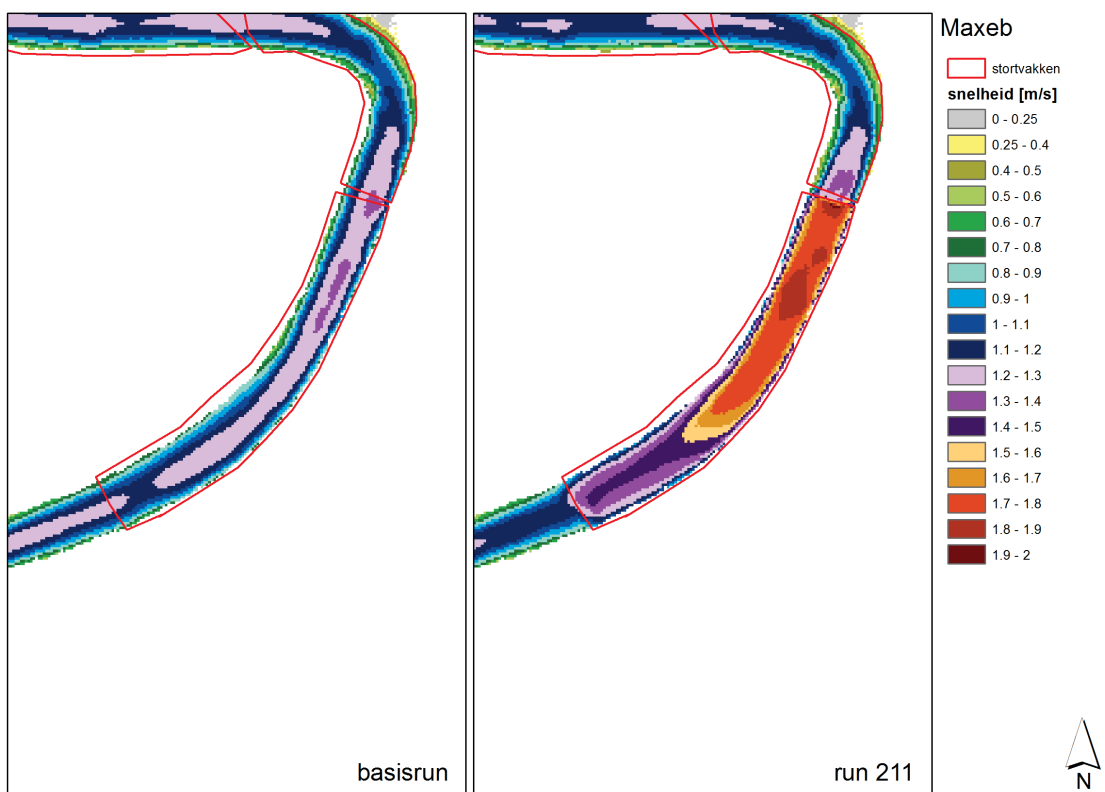 Maxeb
stortvakken
snelheid [m/s]
0 - 0.25
0.25 - 0.4
0.4 - 0.5
0.5 - 0.6
0.6 - 0.7
0.7 - 0.8
0.8 - 0.9
0.9 - 1
1 - 1.1
1.1 - 1.2
1.2 - 1.3
1.3 - 1.4
1.4 - 1.5
1.5 - 1.6
1.6 - 1.7
1.7 - 1.8
1.8 - 1.9
1.9 - 2
basisrun
run 211
N